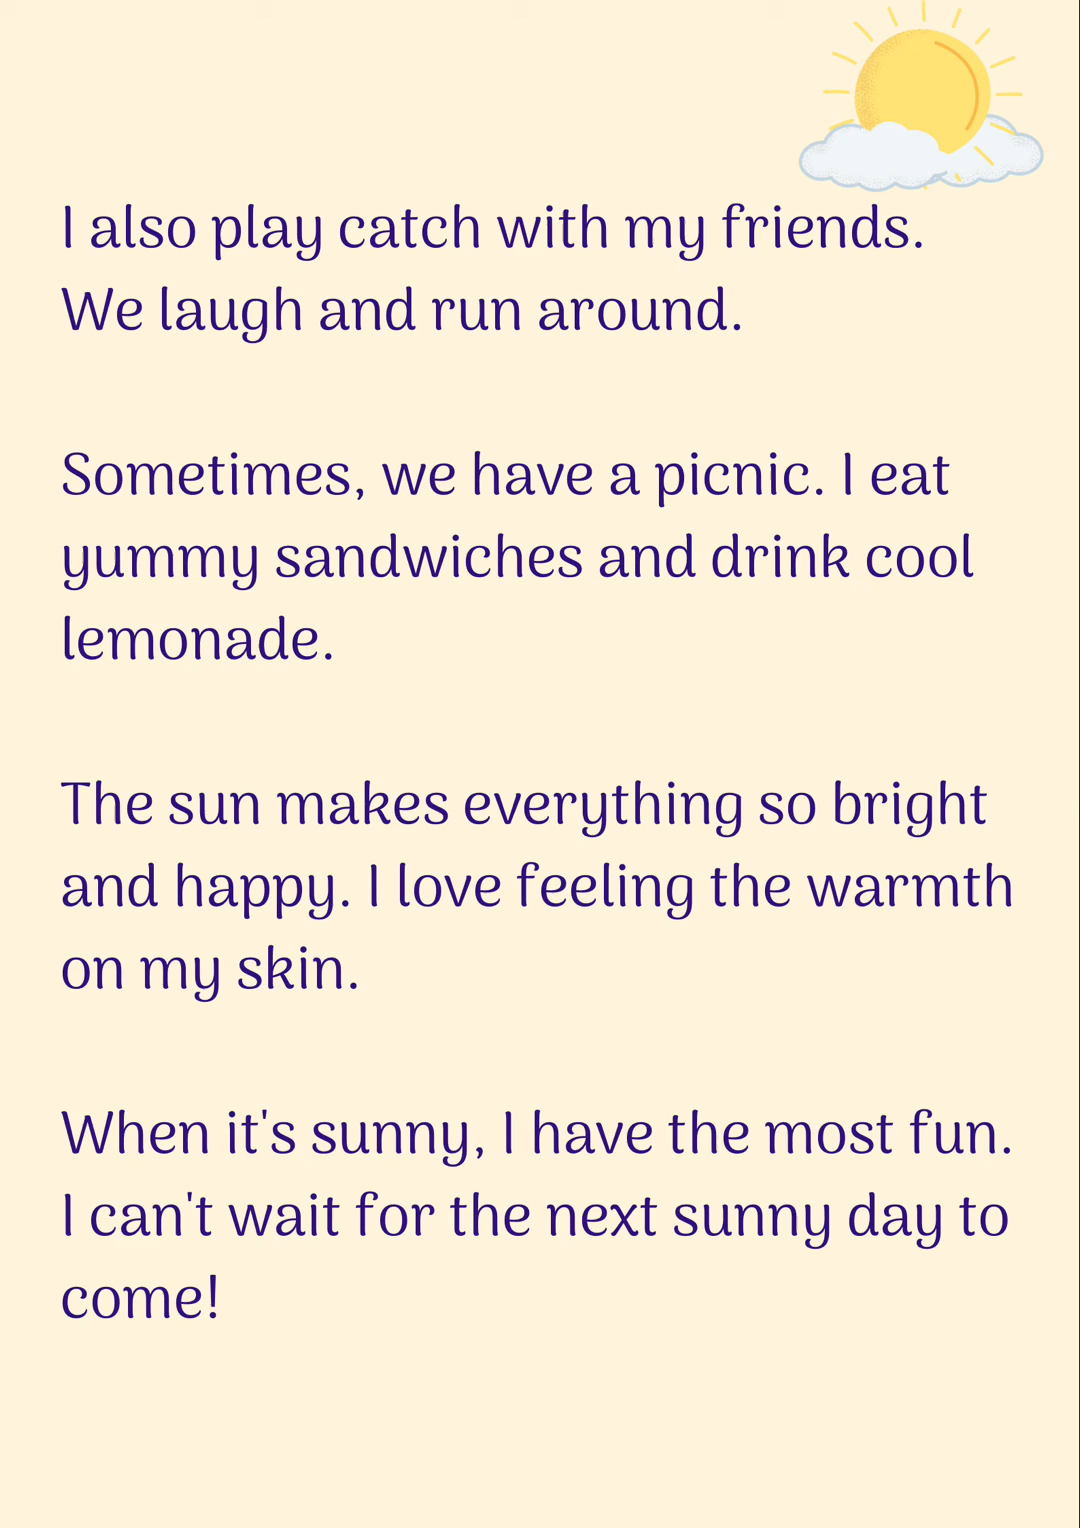 I also play catch with my friends.
We laugh and run around.
Sometimes, we have a picnic. I eat
yummy sandwiches and drink cool
lemonade.
The sun makes everything so bright
and happy. I love feeling the warmth
on my skin.
When it's sunny, I have the most fun.
I can't wait for the next sunny day to
come!